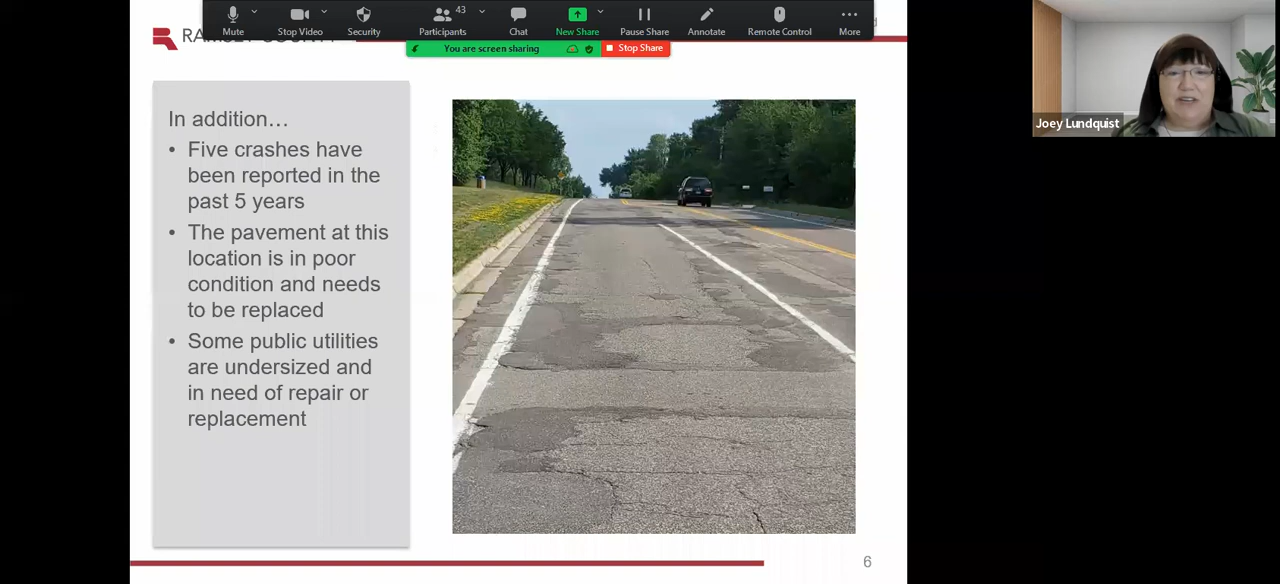 43
Mute
Stop Video
Security
Participants
Chat
New Share
Pause Share
Annotate
Remote Control
More
You are screen sharing
Stop Share
Joey Lundquist
In addition…
• Five crashes have
been reported in the
past 5 years
• The pavement at this
location is in poor
condition and needs
to be replaced
• Some public utilities
are undersized and
in need of repair or
replacement
6